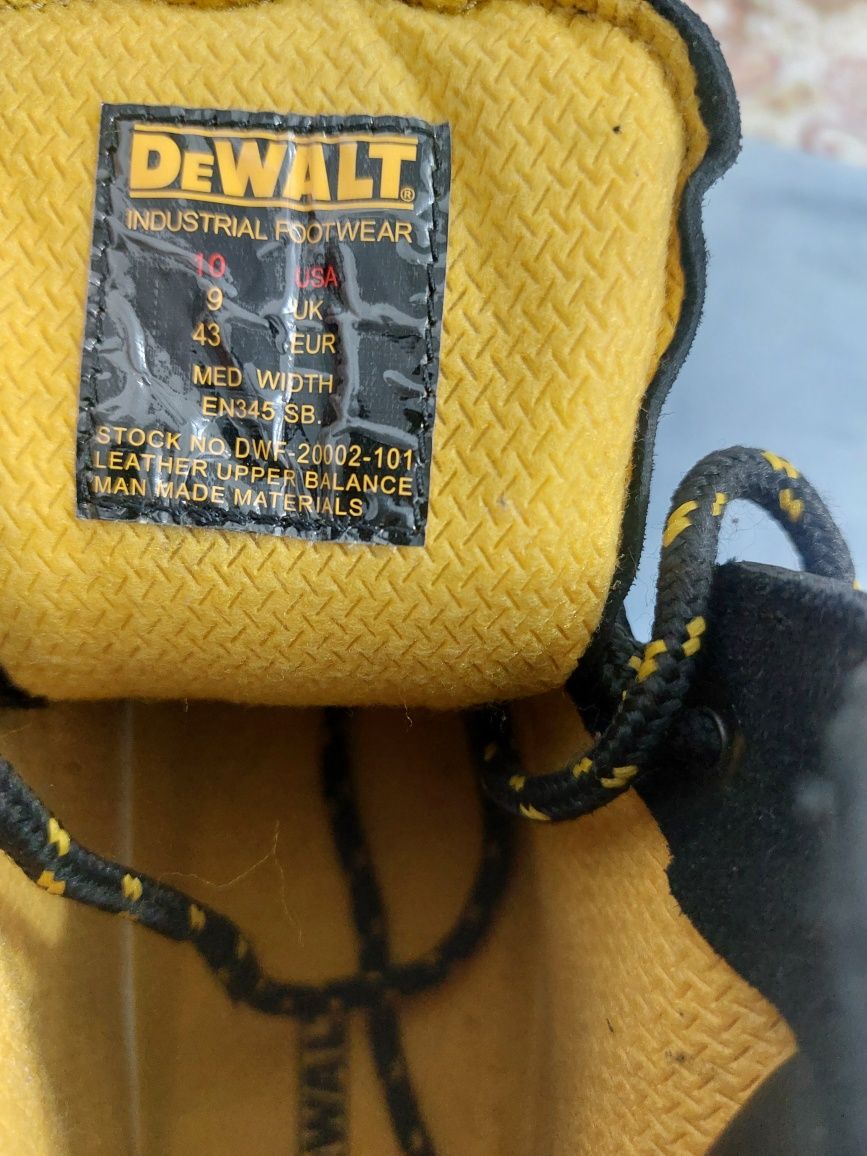 DEWALT®
INDUSTRIAL FOOTWEAR
10 USA
9 UK
43 EUR
MED WIDTH
EN345 SB.
STOCK NO. DWF-20002-101
LEATHER UPPER BALANCE
MAN MADE MATERIALS
WALT